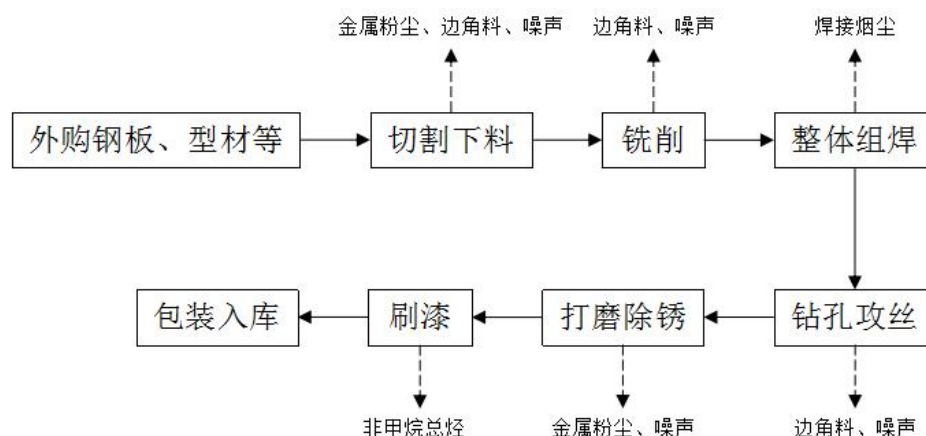 金属粉尘、边角料、噪声
边角料、噪声
焊接烟尘
外购钢板、型材等
切割下料
铣削
整体组焊
包装入库
刷漆
打磨除锈
钻孔攻丝
非甲烷总烃
金属粉尘、噪声
边角料、噪声